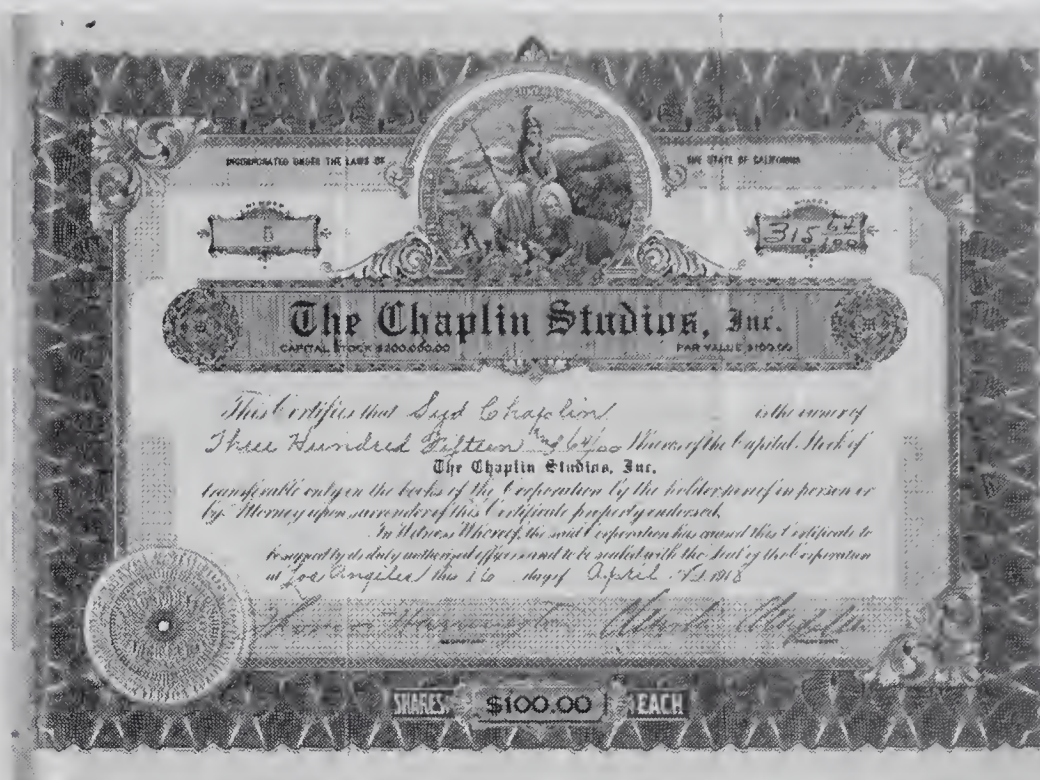 INCORPORATED UNDER THE LAWS OF THE STATE OF CALIFORNIA
NUMBER NUMBER
315 64/100
The Chaplin Studios, Inc.
CAPITAL STOCK $200,000.00 PAR VALUE $100.00
This Certifies that Syd Chaplin is the owner of
Three Hundred Fifteen and 64/100 Shares of the Capital Stock of
The Chaplin Studios, Inc.
transferable only on the books of the Corporation by the holder hereof in person or
by Attorney upon surrender of this Certificate properly endorsed.
In Witness Whereof, the said Corporation has caused this Certificate to
be signed by its duly authorized officers and to be sealed with the Seal of the Corporation
at Los Angeles this 16 day of April A.D. 1918
SECRETARY PRESIDENT
SHARES $100.00 EACH